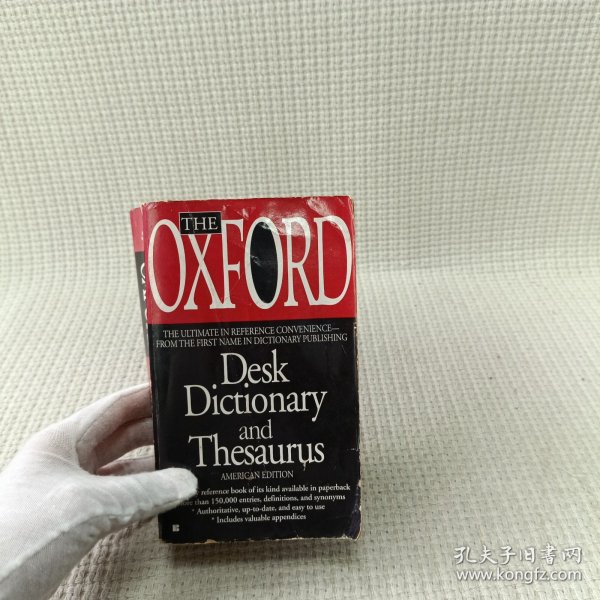 THE
OXFORD
THE ULTIMATE IN REFERENCE CONVENIENCE—
FROM THE FIRST NAME IN DICTIONARY PUBLISHING
Desk
Dictionary
and
Thesaurus
AMERICAN EDITION
reference book of its kind available in paperback
than 150,000 entries, definitions, and synonyms
* Authoritative, up-to-date, and easy to use
* Includes valuable appendices
孔夫子旧书网
www.kongfz.com